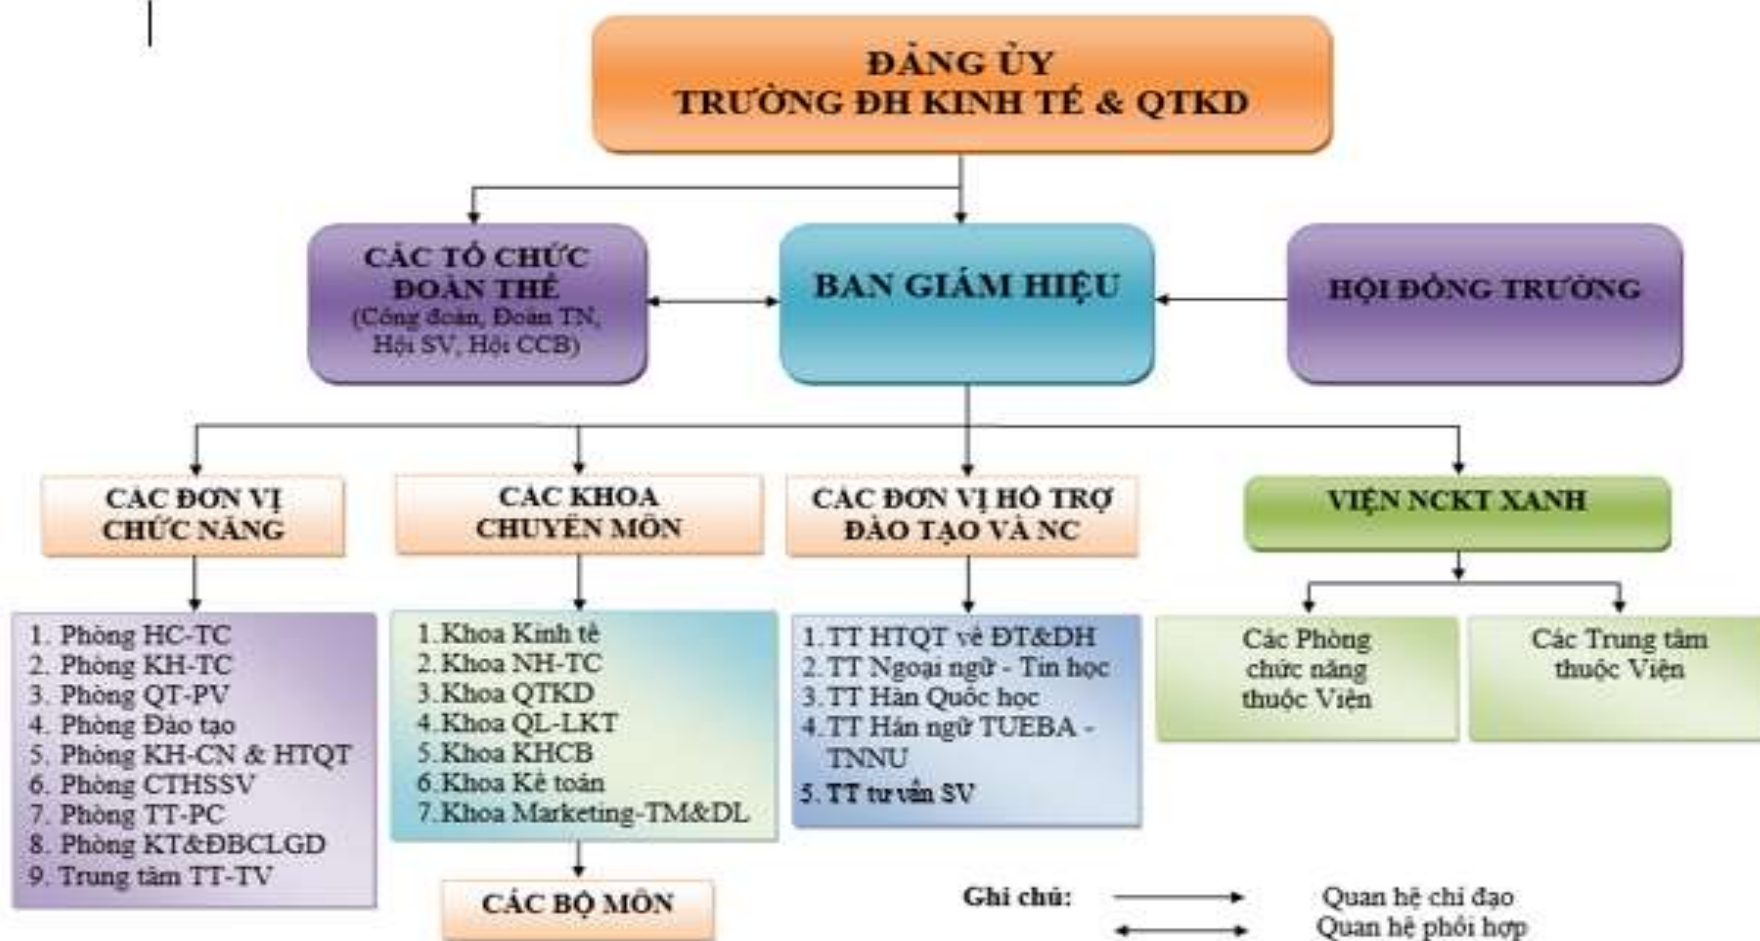 ĐẢNG ỦY
TRƯỜNG ĐH KINH TẾ & QTKD
CÁC TỔ CHỨC
ĐOÀN THỂ
(Công đoàn, Đoàn TN,
Hội SV, Hội CCB)
BAN GIÁM HIỆU
HỘI ĐỒNG TRƯỜNG
CÁC ĐƠN VỊ
CHỨC NĂNG
CÁC KHOA
CHUYÊN MÔN
CÁC ĐƠN VỊ HỖ TRỢ
ĐÀO TẠO VÀ NC
VIỆN NCKT XANH
1. Phòng HC-TC
2. Phòng KH-TC
3. Phòng QT-PV
4. Phòng Đào tạo
5. Phòng KH-CN & HTQT
6. Phòng CTHSSV
7. Phòng TT-PC
8. Phòng KT&ĐBCLGD
9. Trung tâm TT-TV
1. Khoa Kinh tế
2. Khoa NH-TC
3. Khoa QTKD
4. Khoa QL-LKT
5. Khoa KHCB
6. Khoa Kế toán
7. Khoa Marketing-TM&DL
CÁC BỘ MÔN
1. TT HTQT về ĐT&DH
2. TT Ngoại ngữ - Tin học
3. TT Hàn Quốc học
4. TT Hán ngữ TUEBA -
TNNU
5. TT tư vấn SV
Các Phòng
chức năng
thuộc Viện
Các Trung tâm
thuộc Viện
Ghi chú:
Quan hệ chỉ đạo
Quan hệ phối hợp